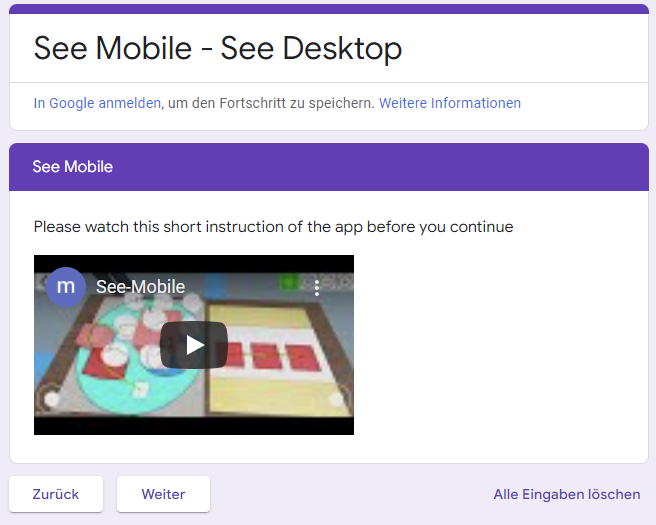 See Mobile - See Desktop
In Google anmelden, um den Fortschritt zu speichern. Weitere Informationen
See Mobile
Please watch this short instruction of the app before you continue
m See-Mobile
Zurück Weiter Alle Eingaben löschen